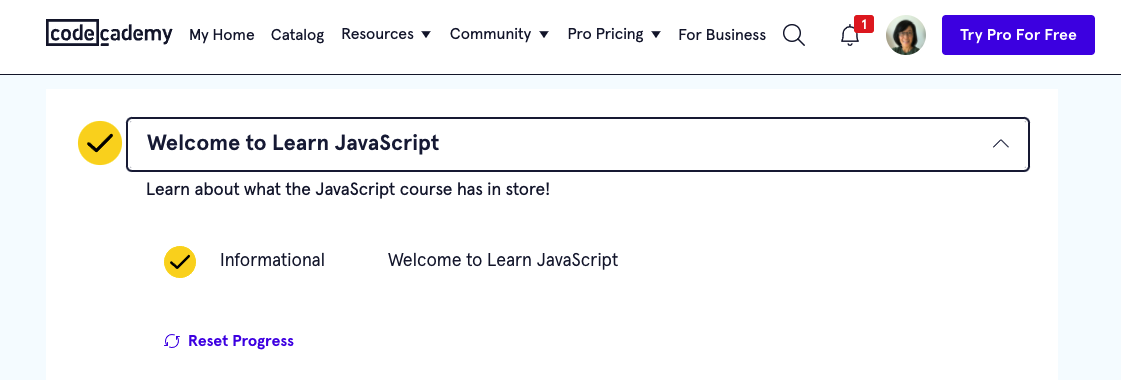 codecademy My Home Catalog Resources Community Pro Pricing For Business 1 Try Pro For Free
Welcome to Learn JavaScript
Learn about what the JavaScript course has in store!
Informational Welcome to Learn JavaScript
Reset Progress